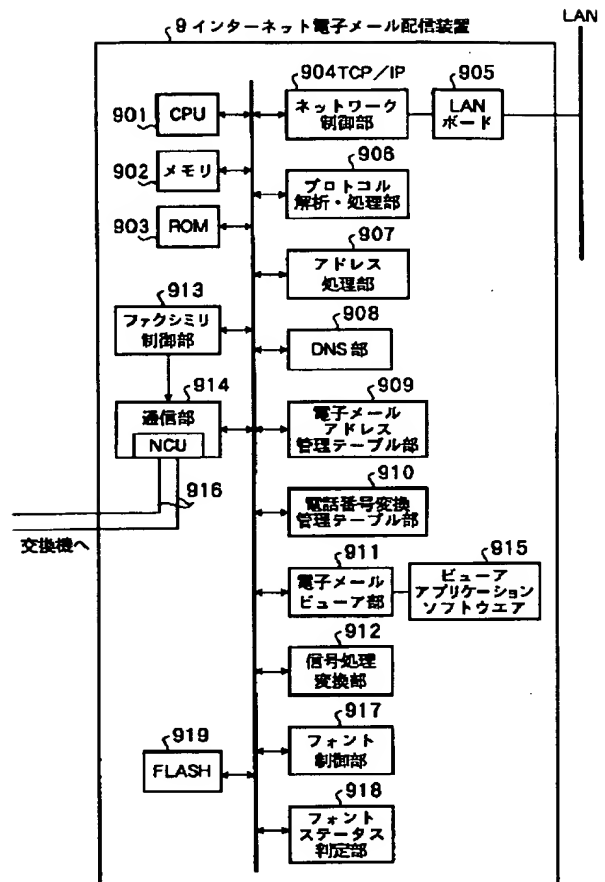 LAN
9 インターネット電子メール配信装置
904 TCP/IP
905
901
CPU
ネットワーク
制御部
LAN
ボード
902
メモリ
906
プロトコル
解析・処理部
903
ROM
907
アドレス
処理部
913
ファクシミリ
制御部
908
DNS 部
914
通信部
NCU
909
電子メール
アドレス
管理テーブル部
916
910
電話番号変換
管理テーブル部
交換機へ
911
電子メール
ビューア部
915
ビューア
アプリケーション
ソフトウエア
912
信号処理
変換部
919
FLASH
917
フォント
制御部
918
フォント
ステータス
判定部